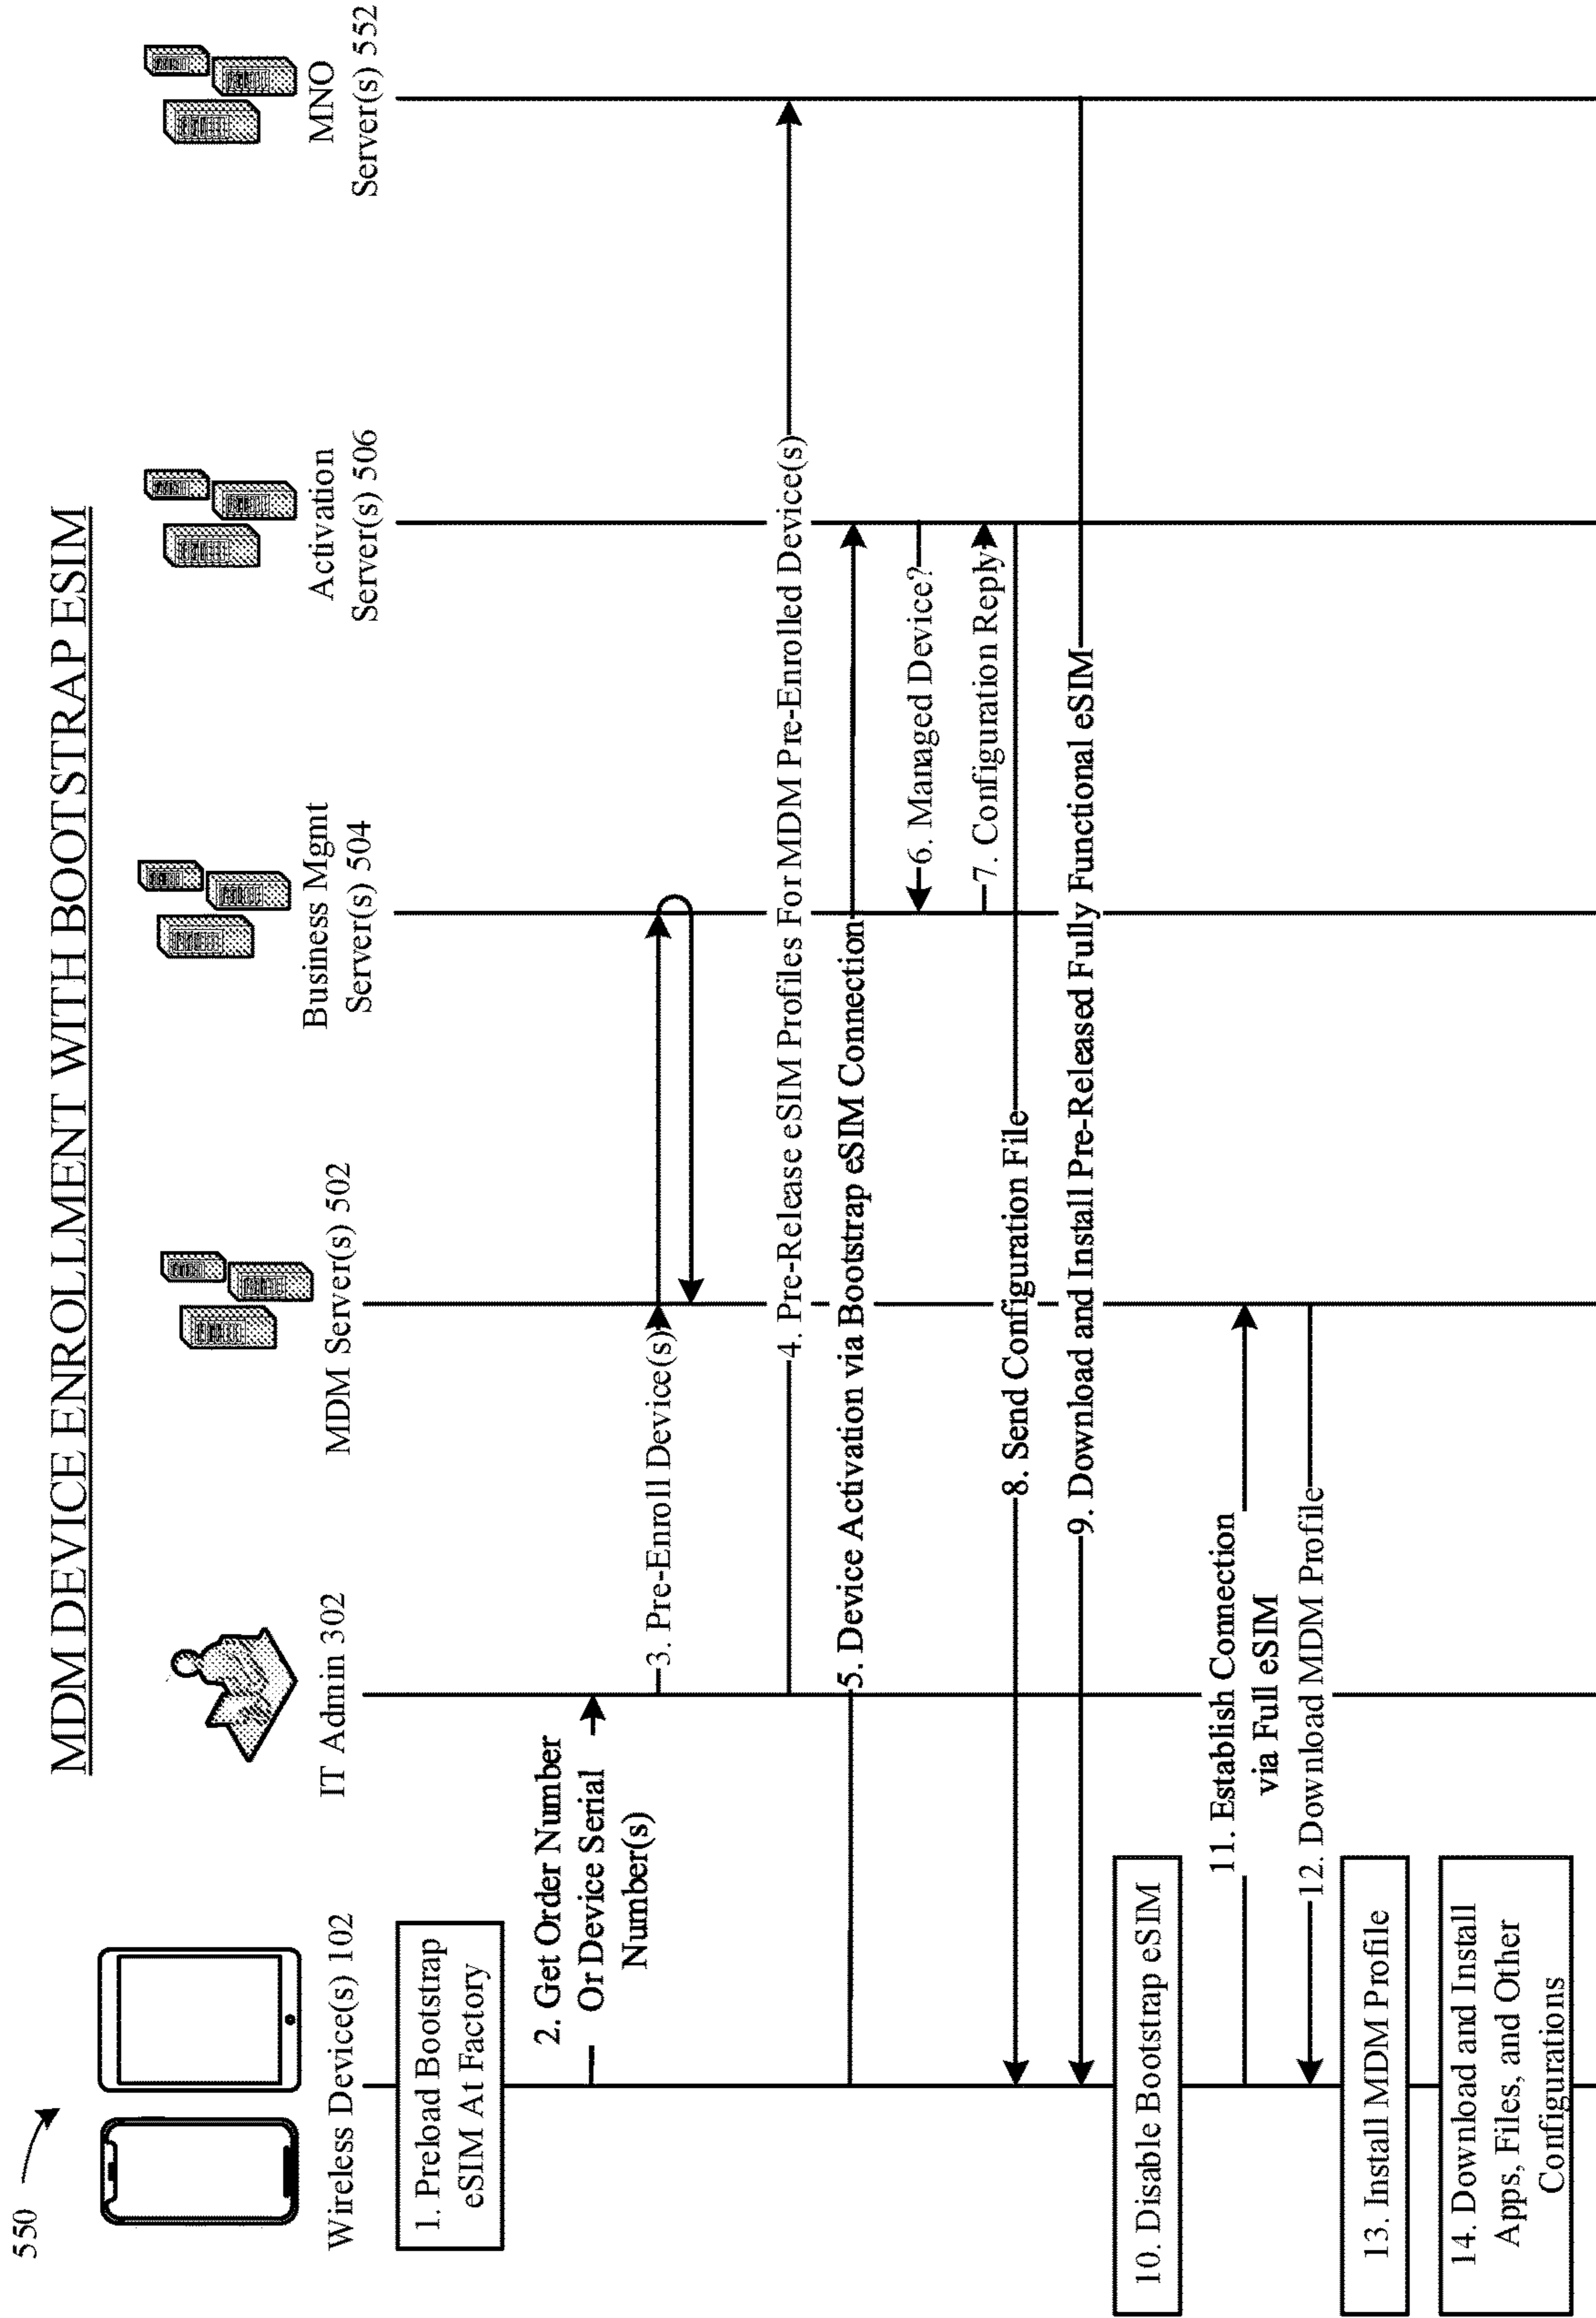 550
MDM DEVICE ENROLLMENT WITH BOOTSTRAP ESIM
Wireless Device(s) 102
IT Admin 302
MDM Server(s) 502
Business Mgmt
Server(s) 504
Activation
Server(s) 506
MNO
Server(s) 552
1. Preload Bootstrap
eSIM At Factory
2. Get Order Number
Or Device Serial
Number(s)
3. Pre-Enroll Device(s)
4. Pre-Release eSIM Profiles For MDM Pre-Enrolled Device(s)
5. Device Activation via Bootstrap eSIM Connection
6. Managed Device?
7. Configuration Reply
8. Send Configuration File
9. Download and Install Pre-Released Fully Functional eSIM
10. Disable Bootstrap eSIM
11. Establish Connection
via Full eSIM
12. Download MDM Profile
13. Install MDM Profile
14. Download and Install
Apps, Files, and Other
Configurations